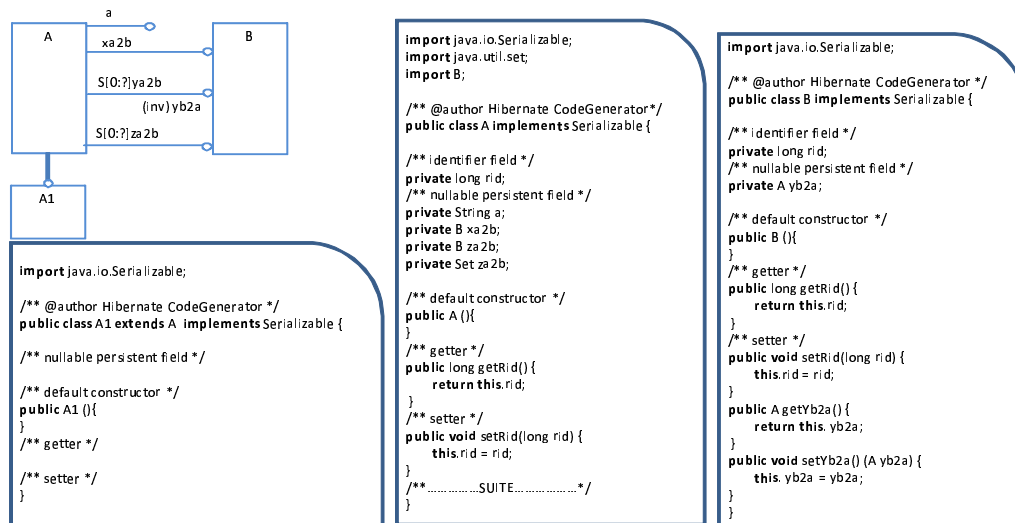 a
A
B
xa2b
S[0:?]ya2b
(inv) yb2a
S[0:?]za2b
A1
import java.io.Serializable;
/** @author Hibernate CodeGenerator */
public class A1 extends A implements Serializable {
/** nullable persistent field */
/** default constructor */
public A1 (){
}
/** getter */
/** setter */
}
import java.io.Serializable;
import java.util.set;
import B;
/** @author Hibernate CodeGenerator*/
public class A implements Serializable {
/** identifier field */
private long rid;
/** nullable persistent field */
private String a;
private B xa2b;
private B za2b;
private Set za2b;
/** default constructor */
public A (){
}
/** getter */
public long getRid() {
return this.rid;
}
/** setter */
public void setRid(long rid) {
this.rid = rid;
}
/**..............SUITE................*/
}
import java.io.Serializable;
/** @author Hibernate CodeGenerator */
public class B implements Serializable {
/** identifier field */
private long rid;
/** nullable persistent field */
private A yb2a;
/** default constructor */
public B (){
}
/** getter */
public long getRid() {
return this.rid;
}
/** setter */
public void setRid(long rid) {
this.rid = rid;
}
public A getYb2a() {
return this. yb2a;
}
public void setYb2a() (A yb2a) {
this. yb2a = yb2a;
}
}